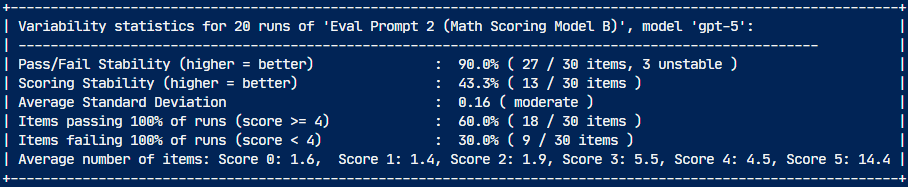 Variability statistics for 20 runs of 'Eval Prompt 2 (Math Scoring Model B)', model 'gpt-5':
Pass/Fail Stability (higher = better) : 90.0% ( 27 / 30 items, 3 unstable )
Scoring Stability (higher = better) : 43.3% ( 13 / 30 items )
Average Standard Deviation : 0.16 ( moderate )
Items passing 100% of runs (score >= 4) : 60.0% ( 18 / 30 items )
Items failing 100% of runs (score < 4) : 30.0% ( 9 / 30 items )
Average number of items: Score 0: 1.6, Score 1: 1.4, Score 2: 1.9, Score 3: 5.5, Score 4: 4.5, Score 5: 14.4